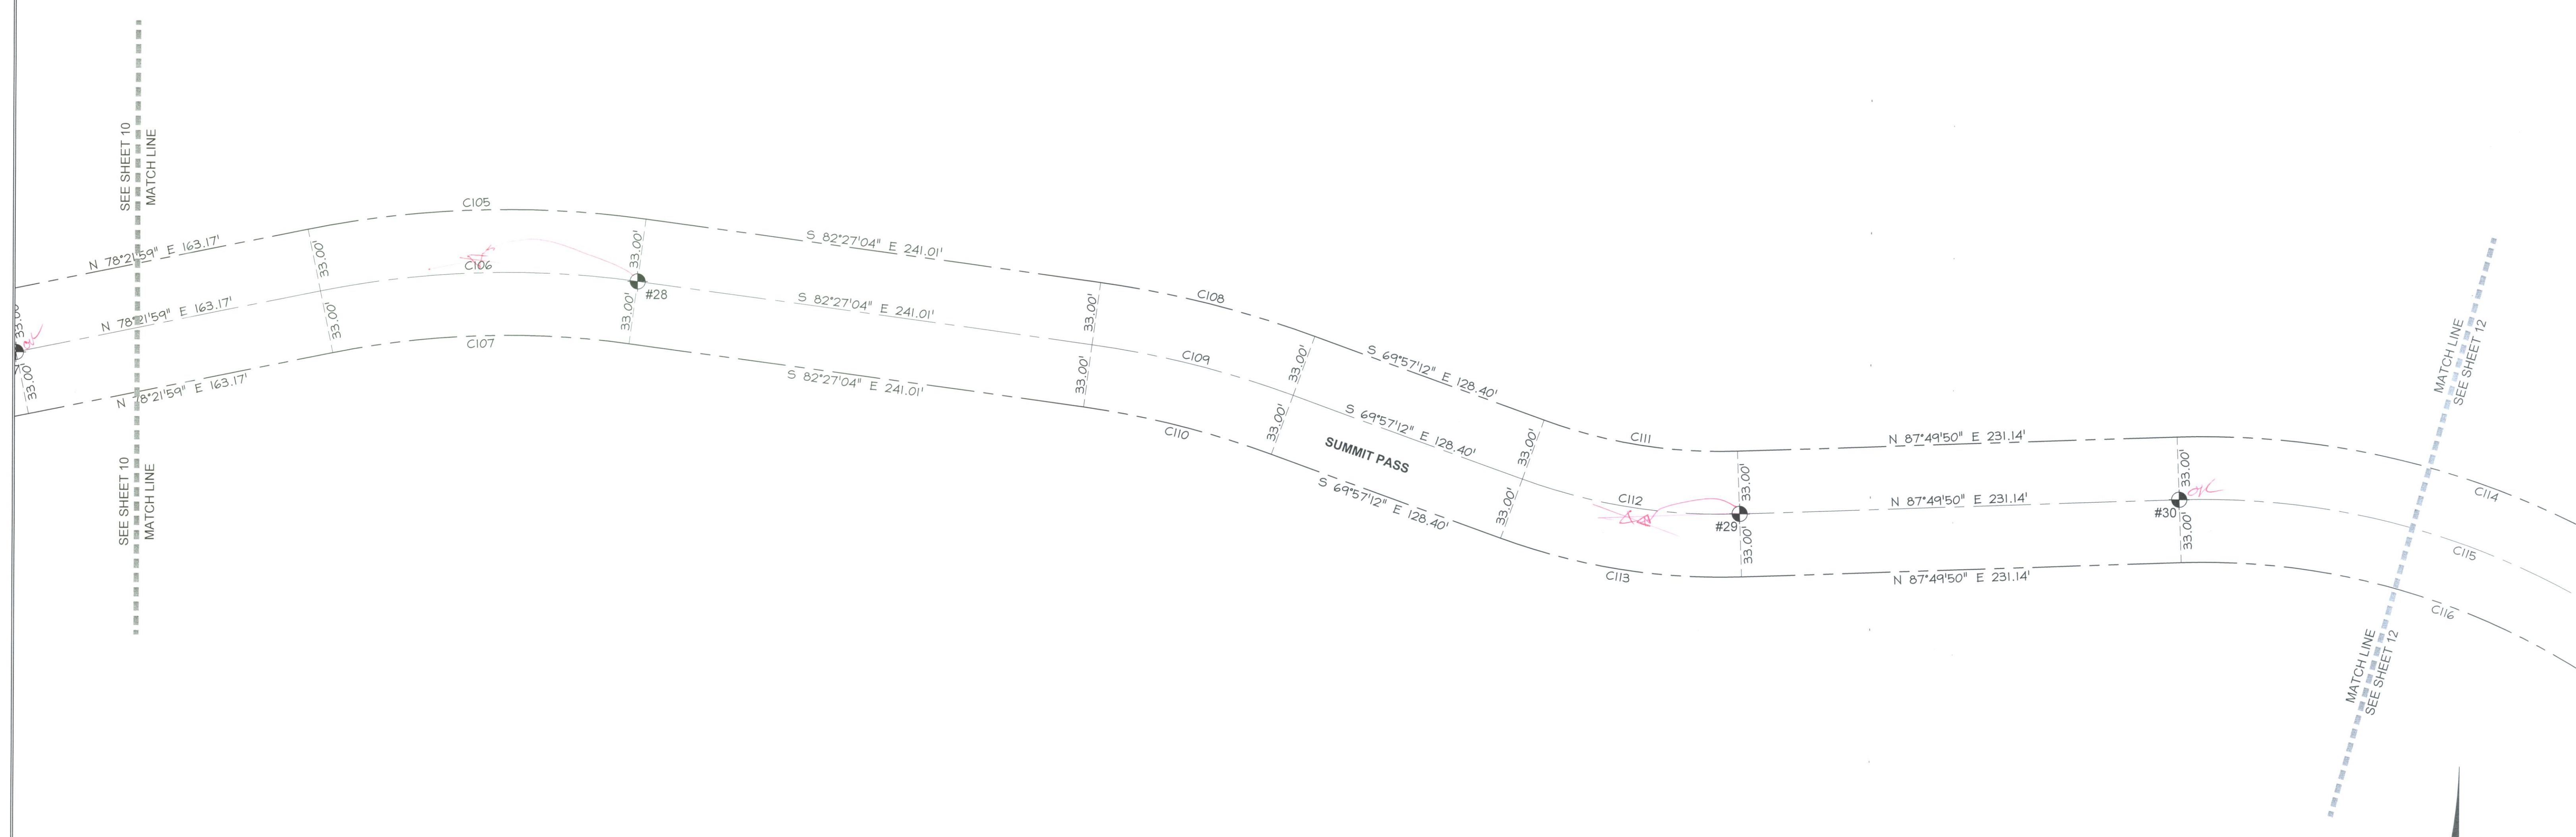 SEE SHEET 10
MATCH LINE
SEE SHEET 10
MATCH LINE
N 78°21'59" E 163.17'
N 78°21'59" E 163.17'
N 78°21'59" E 163.17'
33.00'
33.00'
ok
33.00'
33.00'
C105
C106
C107
33.00'
33.00'
#28
S 82°27'04" E 241.01'
S 82°27'04" E 241.01'
S 82°27'04" E 241.01'
33.00'
33.00'
C108
C109
C110
33.00'
33.00'
S 69°57'12" E 128.40'
S 69°57'12" E 128.40'
SUMMIT PASS
S 69°57'12" E 128.40'
33.00'
33.00'
C111
C112
C113
33.00'
33.00'
#29
N 87°49'50" E 231.14'
N 87°49'50" E 231.14'
N 87°49'50" E 231.14'
33.00'
33.00'
#30
ok
C114
C115
C116
MATCH LINE
SEE SHEET 12
MATCH LINE
SEE SHEET 12